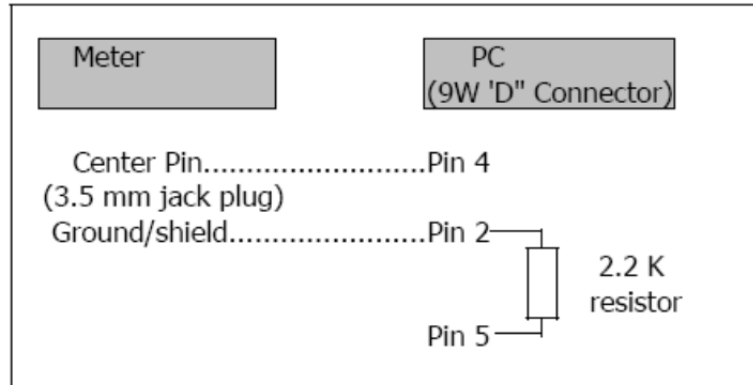 Meter
PC
(9W 'D" Connector)
Center Pin..........................Pin 4
(3.5 mm jack plug)
Ground/shield.......................Pin 2
2.2 K
resistor
Pin 5